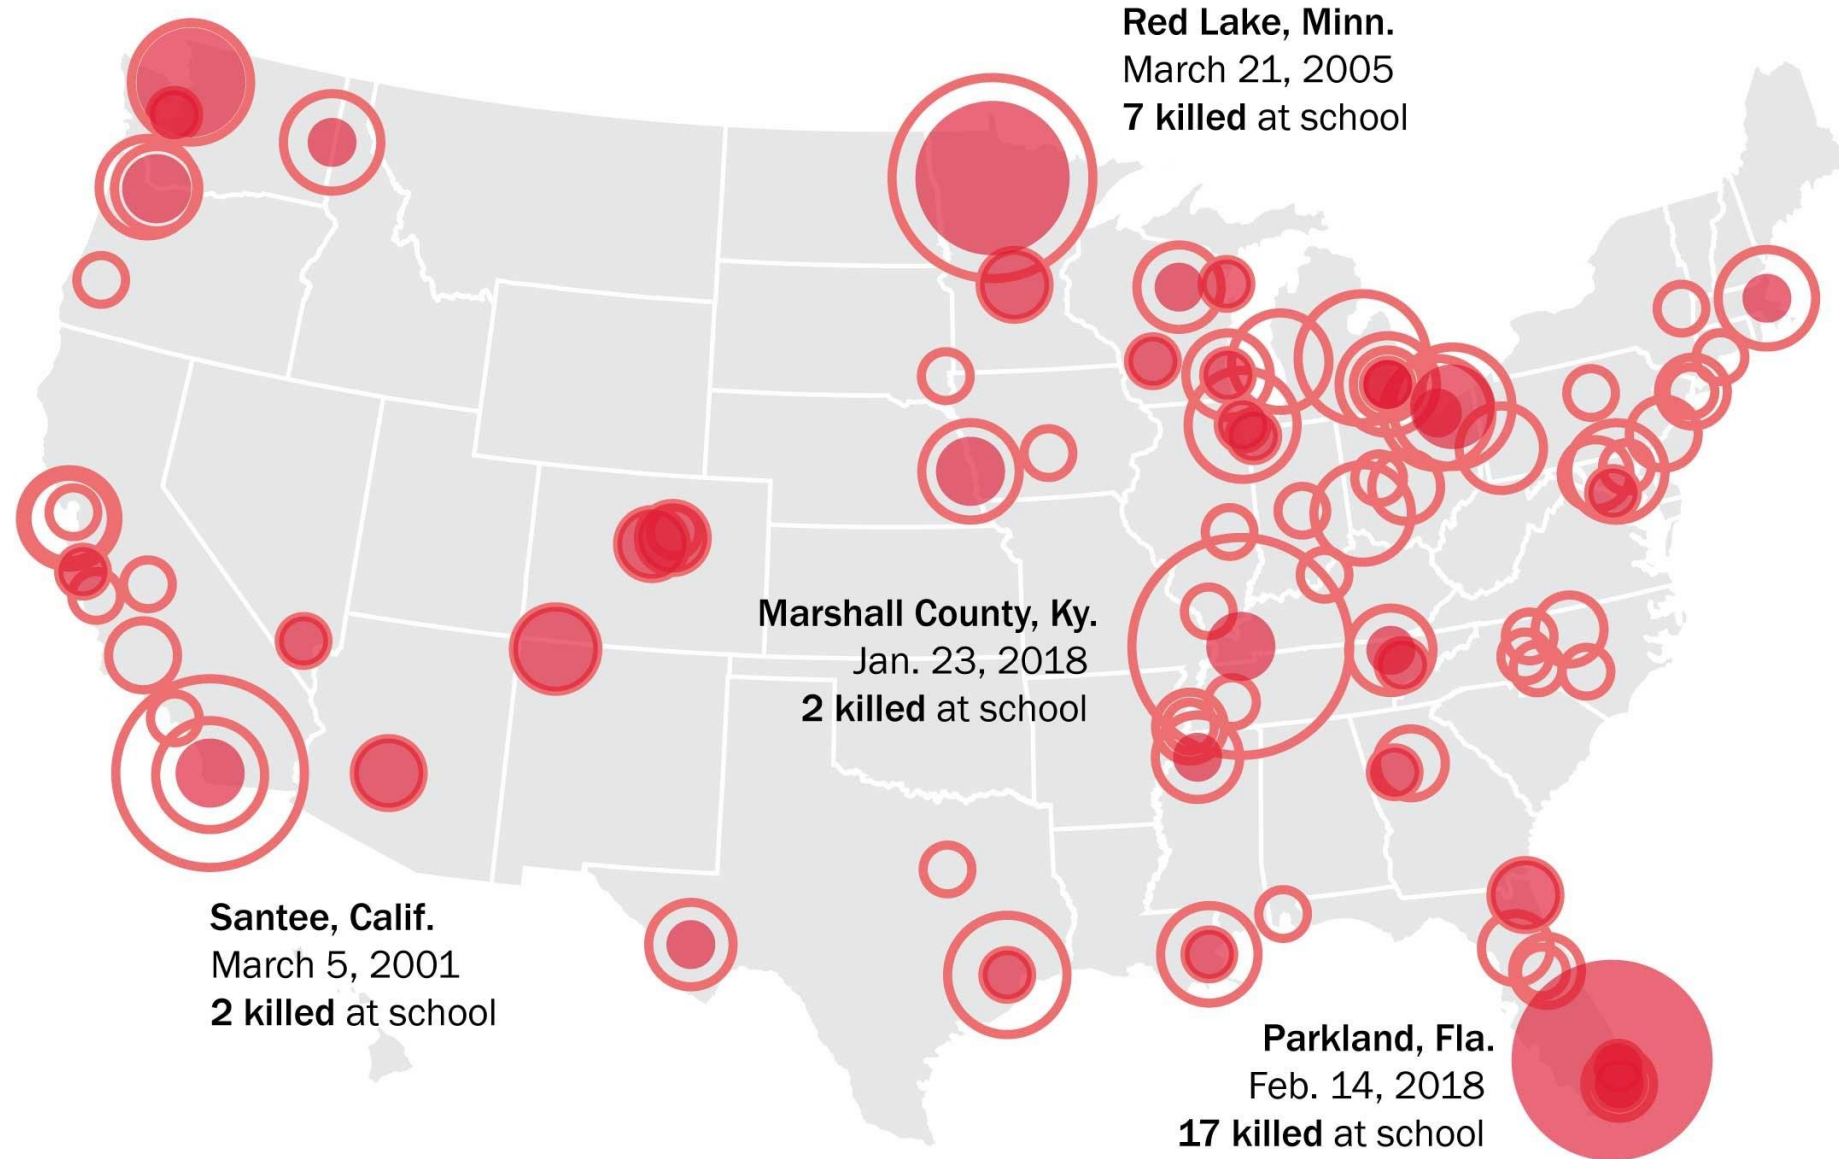 Red Lake, Minn.
March 21, 2005
7 killed at school
Marshall County, Ky.
Jan. 23, 2018
2 killed at school
Santee, Calif.
March 5, 2001
2 killed at school
Parkland, Fla.
Feb. 14, 2018
17 killed at school